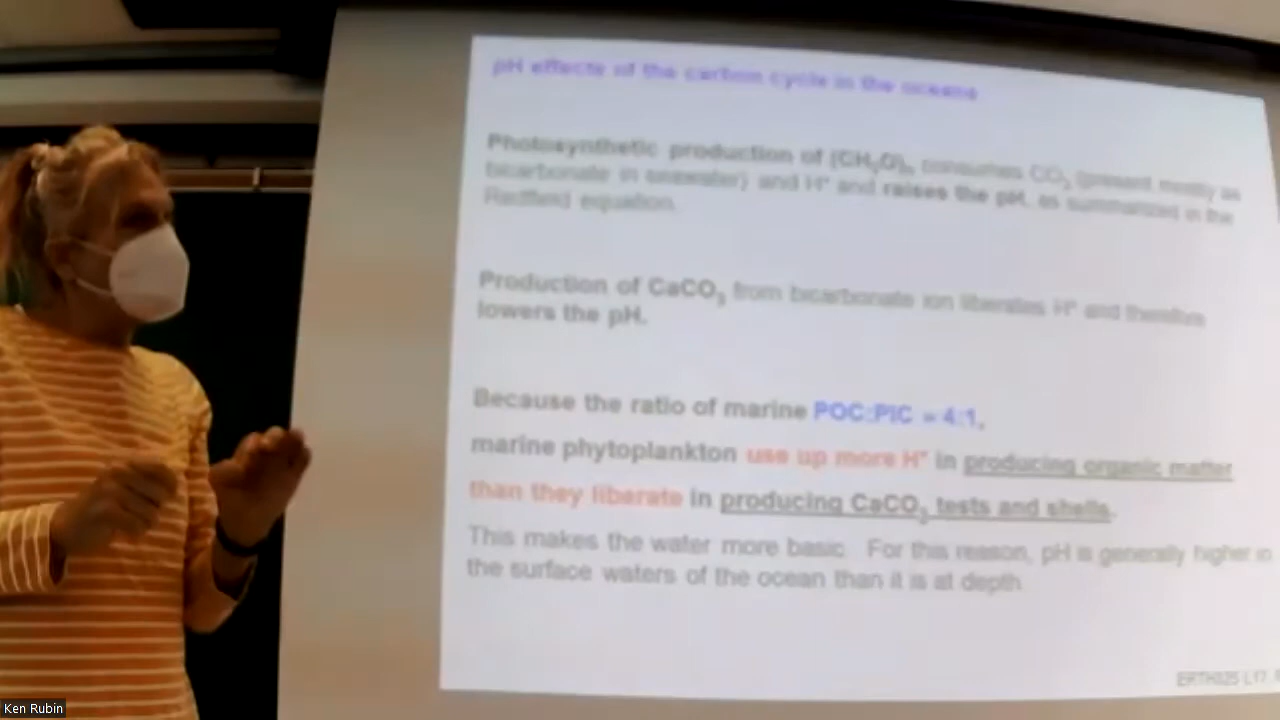 pH effects of the carbon cycle in the oceans
Photosynthetic production of (CH₂O)ₙ consumes CO₂ (present mostly as
bicarbonate in seawater) and H⁺ and raises the pH, as summarized in the
Redfield equation.
Production of CaCO₃ from bicarbonate ion liberates H⁺ and therefore
lowers the pH.
Because the ratio of marine POC:PIC = 4:1,
marine phytoplankton use up more H⁺ in producing organic matter
than they liberate in producing CaCO₃ tests and shells.
This makes the water more basic. For this reason, pH is generally higher in
the surface waters of the ocean than it is at depth
L17
Ken Rubin